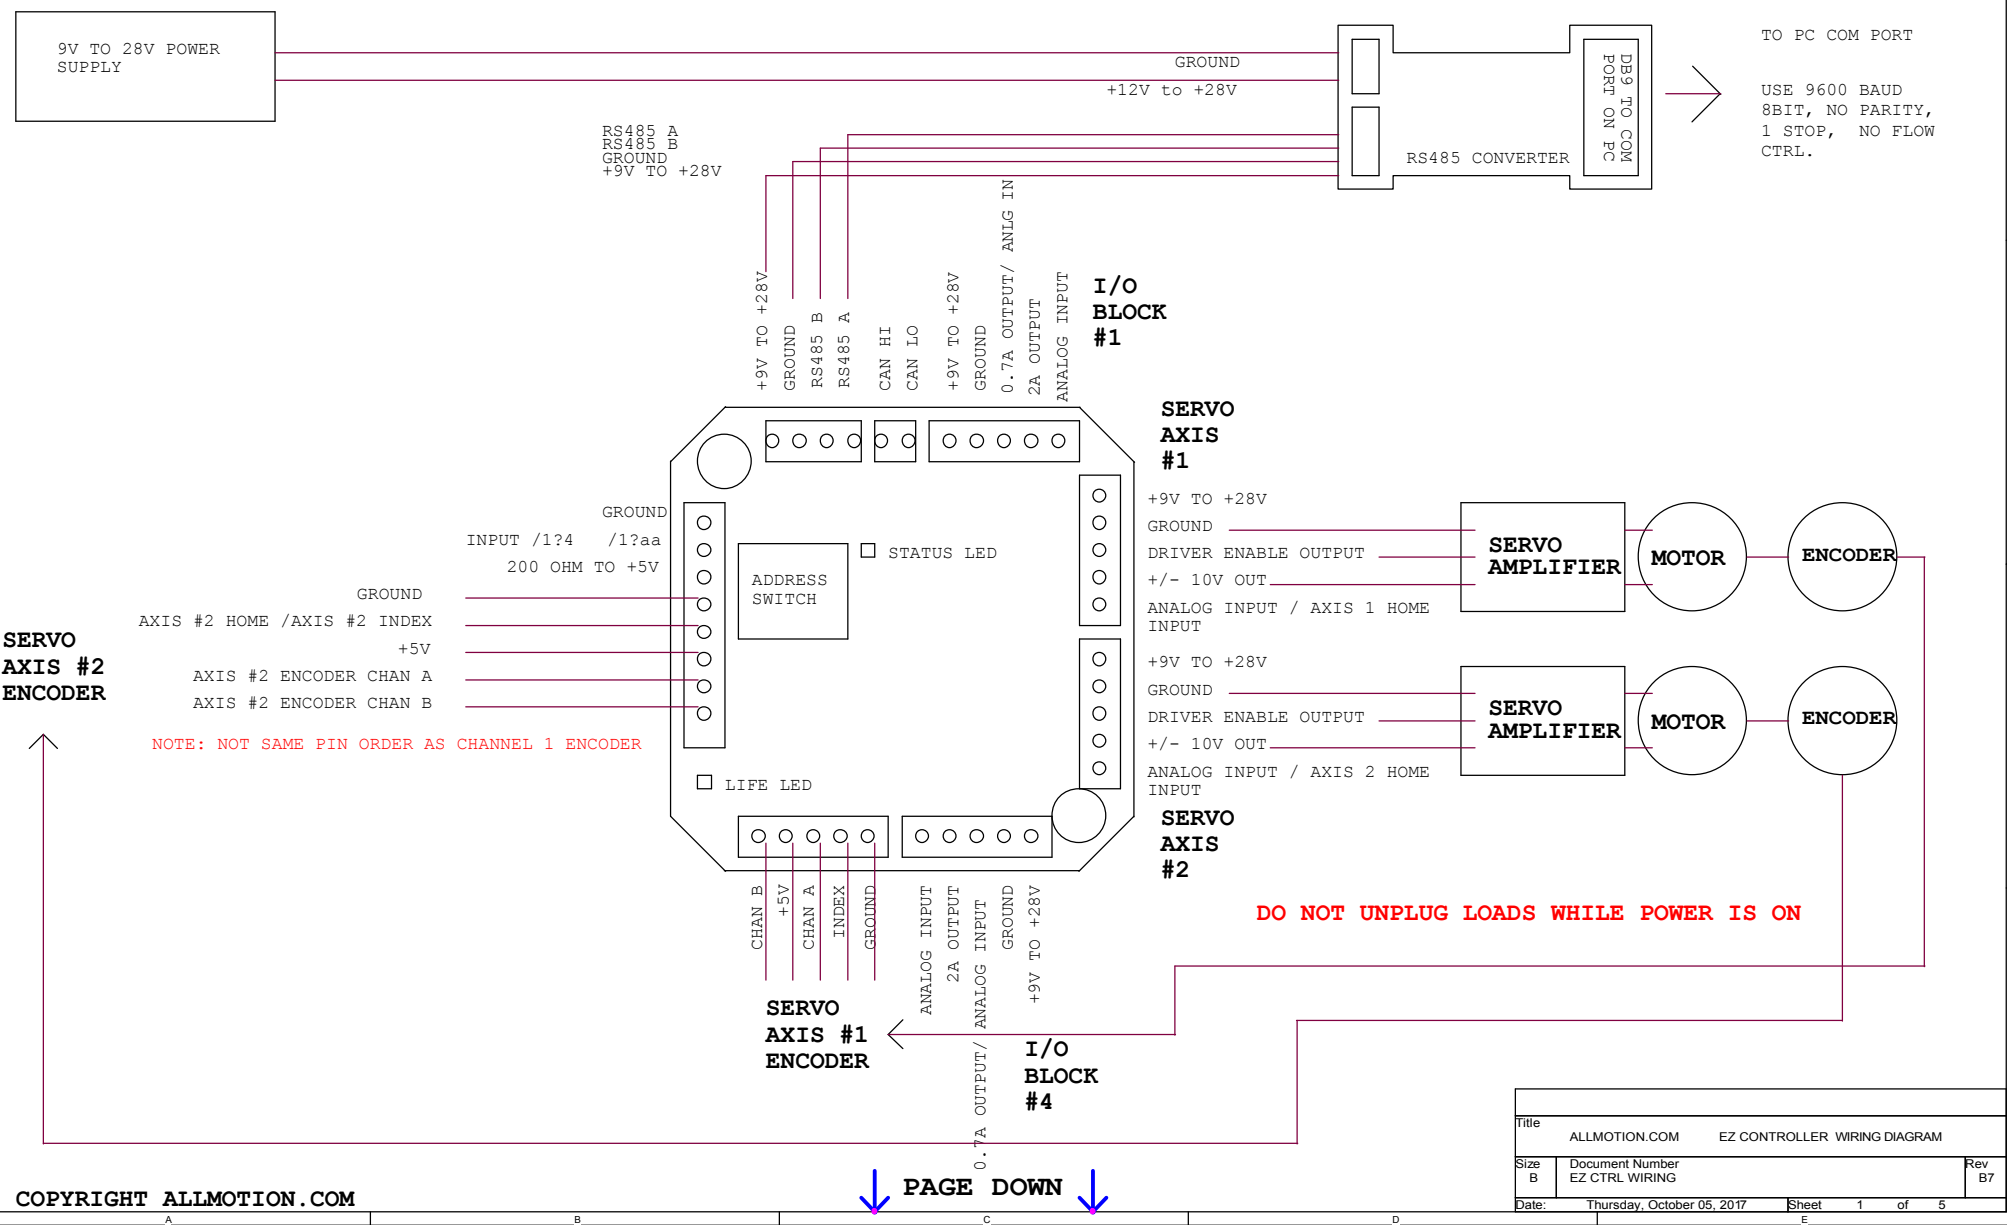 9V TO 28V POWER
SUPPLY
GROUND
+12V to +28V
DB9 TO COM
PORT ON PC
TO PC COM PORT
USE 9600 BAUD
8BIT, NO PARITY,
1 STOP, NO FLOW
CTRL.
RS485 A
RS485 B
GROUND
+9V TO +28V
RS485 CONVERTER
+9V TO +28V
GROUND
RS485 B
RS485 A
CAN HI
CAN LO
+9V TO +28V
GROUND
0.7A OUTPUT/ ANLG IN
2A OUTPUT
ANALOG INPUT
I/O
BLOCK
#1
SERVO
AXIS
#1
GROUND
INPUT /1?4 /1?aa
200 OHM TO +5V
GROUND
AXIS #2 HOME /AXIS #2 INDEX
+5V
AXIS #2 ENCODER CHAN A
AXIS #2 ENCODER CHAN B
SERVO
AXIS #2
ENCODER
NOTE: NOT SAME PIN ORDER AS CHANNEL 1 ENCODER
ADDRESS
SWITCH
STATUS LED
LIFE LED
+9V TO +28V
GROUND
DRIVER ENABLE OUTPUT
+/- 10V OUT
ANALOG INPUT / AXIS 1 HOME
INPUT
SERVO
AMPLIFIER
MOTOR
ENCODER
+9V TO +28V
GROUND
DRIVER ENABLE OUTPUT
+/- 10V OUT
ANALOG INPUT / AXIS 2 HOME
INPUT
SERVO
AMPLIFIER
MOTOR
ENCODER
SERVO
AXIS
#2
CHAN B
+5V
CHAN A
INDEX
GROUND
ANALOG INPUT
2A OUTPUT
0.7A OUTPUT/ ANALOG INPUT
GROUND
+9V TO +28V
DO NOT UNPLUG LOADS WHILE POWER IS ON
SERVO
AXIS #1
ENCODER
I/O
BLOCK
#4
PAGE DOWN
COPYRIGHT ALLMOTION.COM
Title
ALLMOTION.COM EZ CONTROLLER WIRING DIAGRAM
Size Document Number Rev
B EZ CTRL WIRING B7
Date: Thursday, October 05, 2017 Sheet 1 of 5
A B C D E